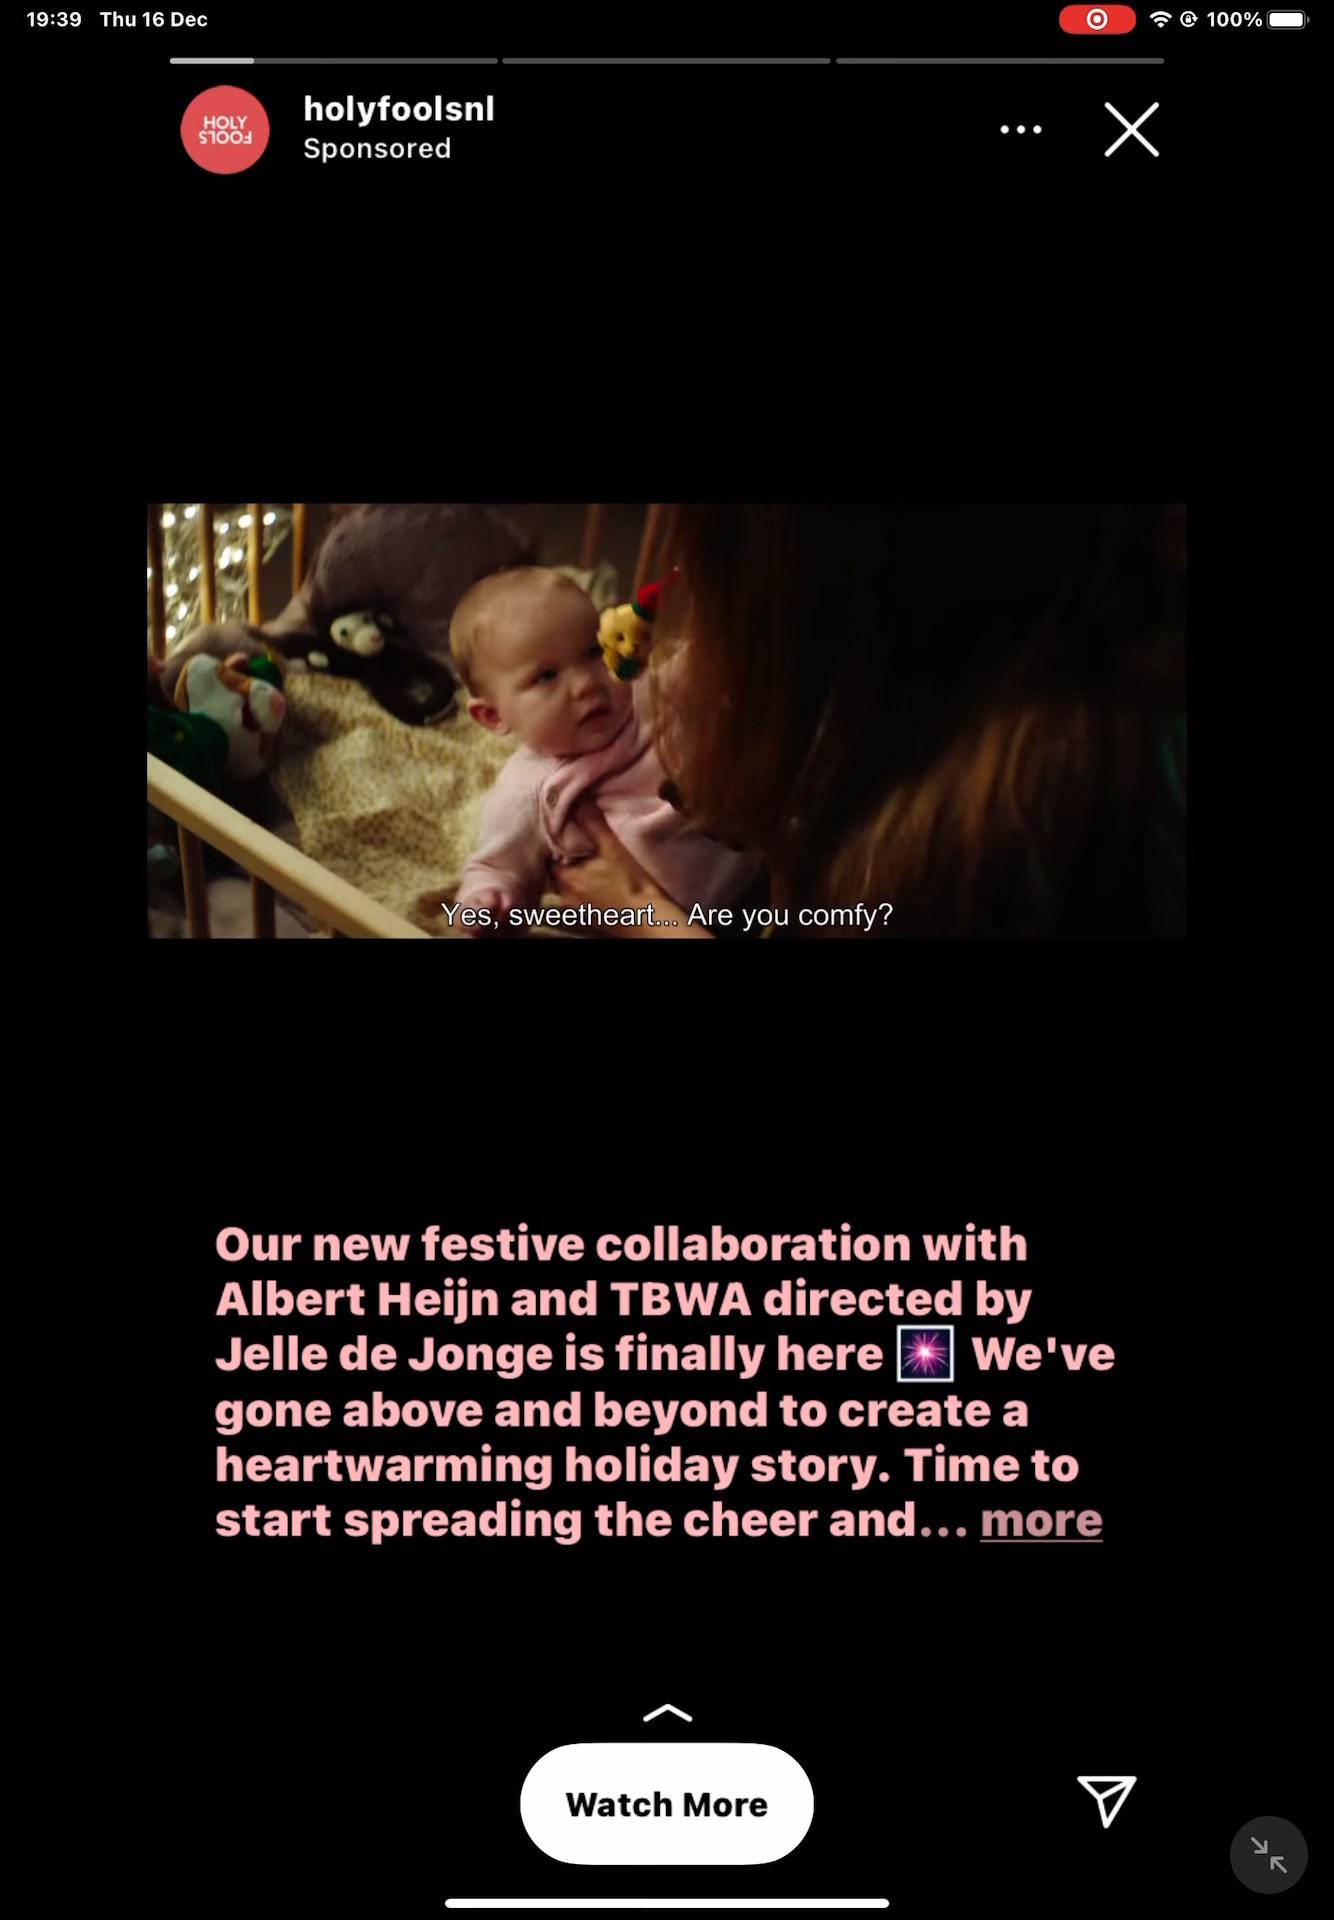 19:39 Thu 16 Dec
100%
HOLY
FOOLS
holyfoolsnl
Sponsored
Yes, sweetheart... Are you comfy?
Our new festive collaboration with
Albert Heijn and TBWA directed by
Jelle de Jonge is finally here 🎆 We've
gone above and beyond to create a
heartwarming holiday story. Time to
start spreading the cheer and... more
Watch More